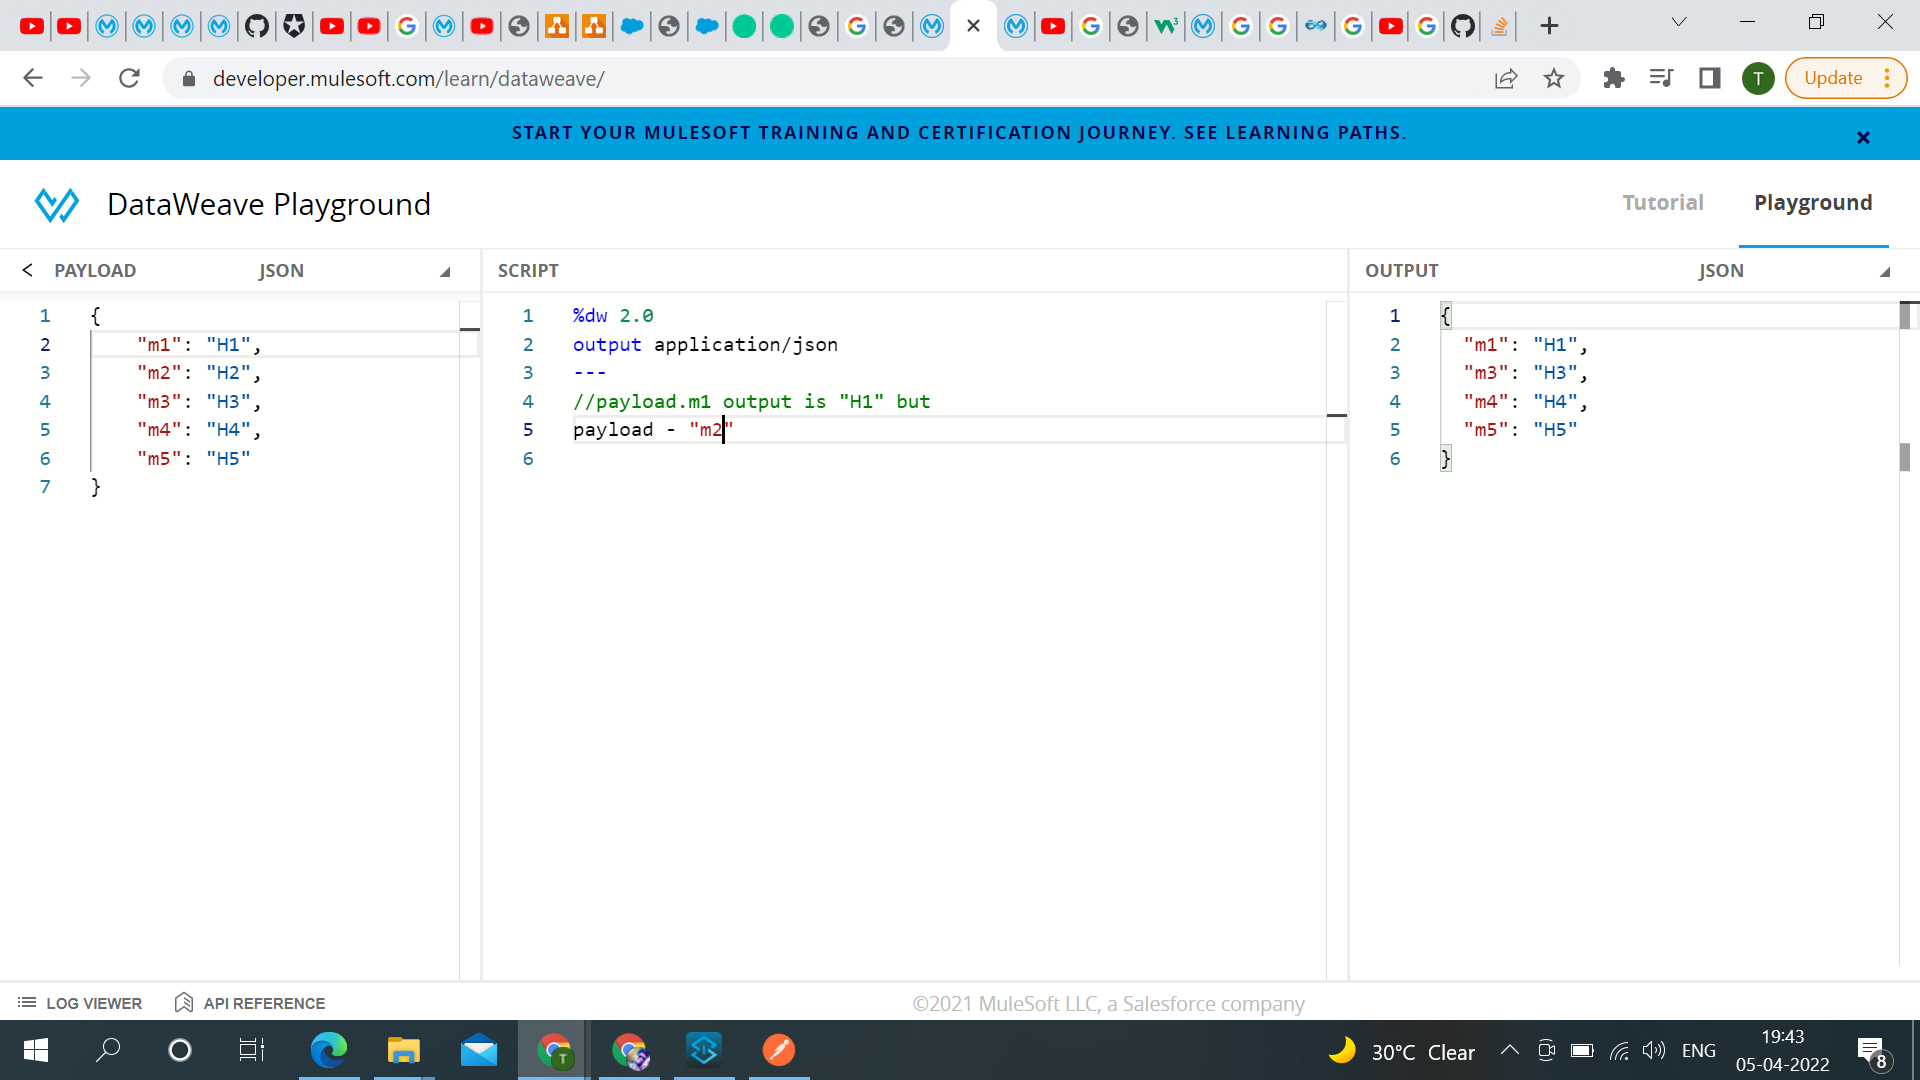 developer.mulesoft.com/learn/dataweave/
T
Update
START YOUR MULESOFT TRAINING AND CERTIFICATION JOURNEY. SEE LEARNING PATHS.
DataWeave Playground
Tutorial
Playground
PAYLOAD
JSON
1 {
2 "m1": "H1",
3 "m2": "H2",
4 "m3": "H3",
5 "m4": "H4",
6 "m5": "H5"
7 }
SCRIPT
1 %dw 2.0
2 output application/json
3 ---
4 //payload.m1 output is "H1" but
5 payload - "m2"
6
OUTPUT
JSON
1 {
2 "m1": "H1",
3 "m3": "H3",
4 "m4": "H4",
5 "m5": "H5"
6 }
LOG VIEWER
API REFERENCE
©2021 MuleSoft LLC, a Salesforce company
T
30°C Clear
ENG
19:43
05-04-2022
8